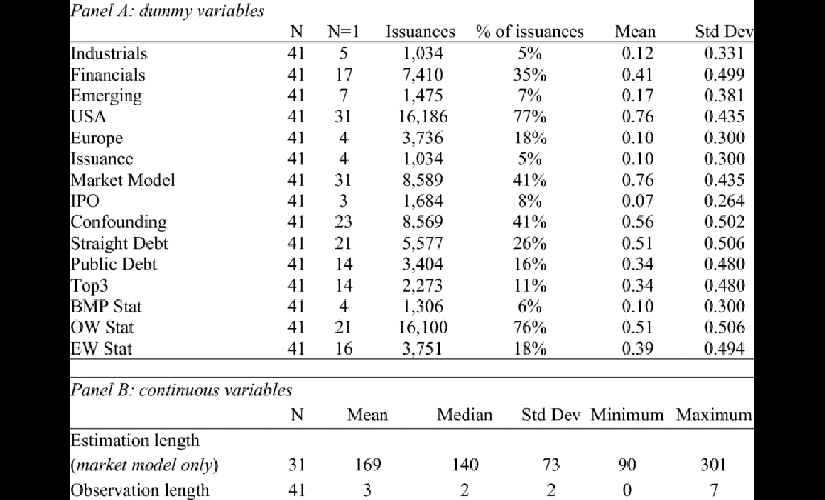 Panel A: dummy variables
N N=1 Issuances % of issuances Mean Std Dev
Industrials 41 5 1,034 5% 0.12 0.331
Financials 41 17 7,410 35% 0.41 0.499
Emerging 41 7 1,475 7% 0.17 0.381
USA 41 31 16,186 77% 0.76 0.435
Europe 41 4 3,736 18% 0.10 0.300
Issuance 41 4 1,034 5% 0.10 0.300
Market Model 41 31 8,589 41% 0.76 0.435
IPO 41 3 1,684 8% 0.07 0.264
Confounding 41 23 8,569 41% 0.56 0.502
Straight Debt 41 21 5,577 26% 0.51 0.506
Public Debt 41 14 3,404 16% 0.34 0.480
Top3 41 14 2,273 11% 0.34 0.480
BMP Stat 41 4 1,306 6% 0.10 0.300
OW Stat 41 21 16,100 76% 0.51 0.506
EW Stat 41 16 3,751 18% 0.39 0.494
Panel B: continuous variables
N Mean Median Std Dev Minimum Maximum
Estimation length
(market model only) 31 169 140 73 90 301
Observation length 41 3 2 2 0 7